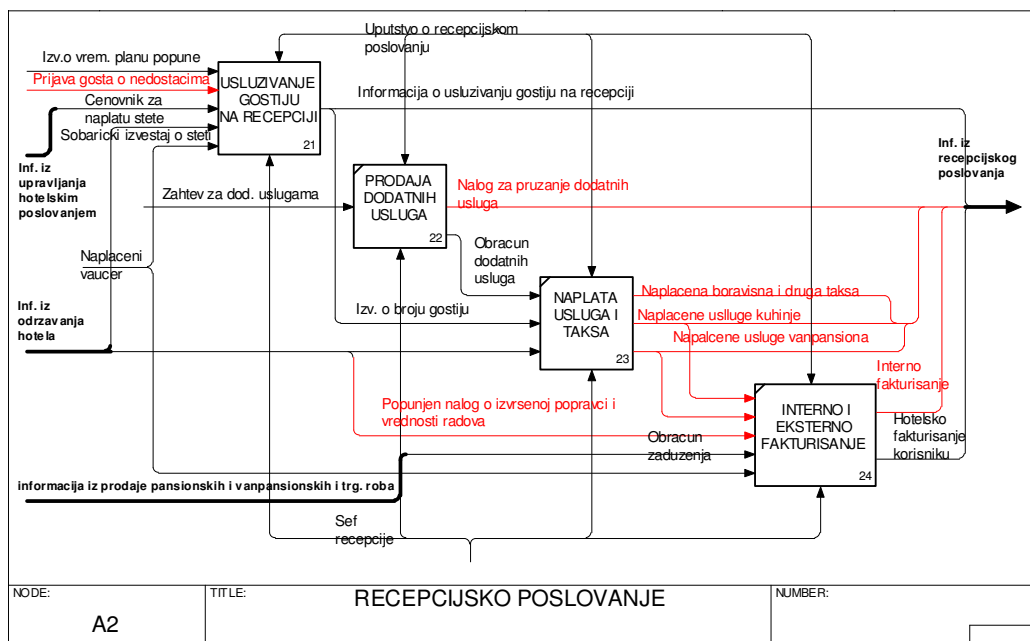 Uputstvo o recepcijskom
poslovanju
Izv.o vrem. planu popune
Prijava gosta o nedostacima
Cenovnik za
naplatu stete
Sobaricki izvestaj o steti
USLUZIVANJE
GOSTIJU
NA RECEPCIJI
21
Informacija o usluzivanju gostiju na recepciji
Inf. iz
upravljanja
hotelskim
poslovanjem
Inf. iz
recepcijskog
poslovanja
Zahtev za dod. uslugama
PRODAJA
DODATNIH
USLUGA
22
Nalog za pruzanje dodatnih
usluga
Naplaceni
vaucer
Obracun
dodatnih
usluga
Inf. iz
odrzavanja
hotela
Izv. o broju gostiju
NAPLATA
USLUGA I
TAKSA
23
Naplacena boravisna i druga taksa
Naplacene uslluge kuhinje
Napalcene usluge vanpansiona
Interno
fakturisanje
Popunjen nalog o izvrsenoj popravci i
vrednosti radova
INTERNO I
EKSTERNO
FAKTURISANJE
24
Hotelsko
fakturisanje
korisniku
Obracun
zaduzenja
informacija iz prodaje pansionskih i vanpansionskih i trg. roba
Sef
recepcije
NODE:
A2
TITLE:
RECEPCIJSKO POSLOVANJE
NUMBER: